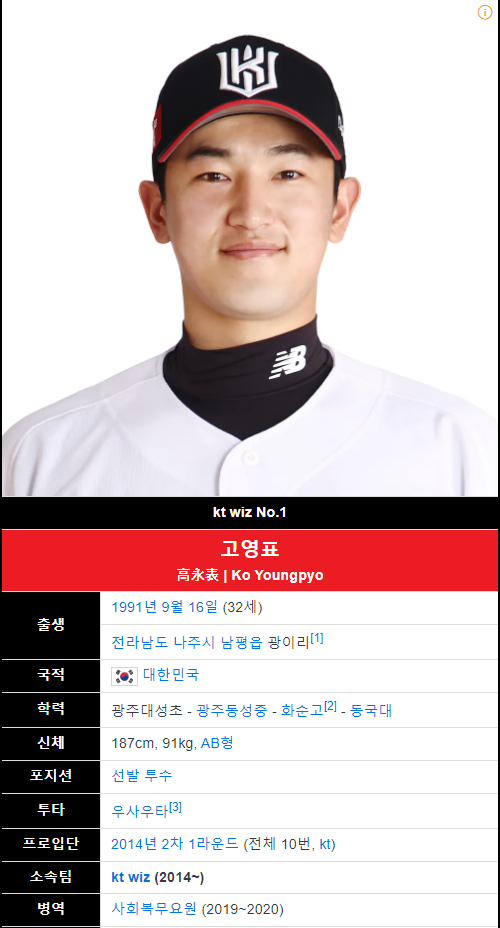 kt wiz No.1
고영표
高永表 | Ko Youngpyo
출생
1991년 9월 16일 (32세)
전라남도 나주시 남평읍 광이리[1]
국적
대한민국
학력
광주대성초 - 광주동성중 - 화순고[2] - 동국대
신체
187cm, 91kg, AB형
포지션
선발 투수
투타
우사우타[3]
프로입단
2014년 2차 1라운드 (전체 10번, kt)
소속팀
kt wiz (2014~)
병역
사회복무요원 (2019~2020)